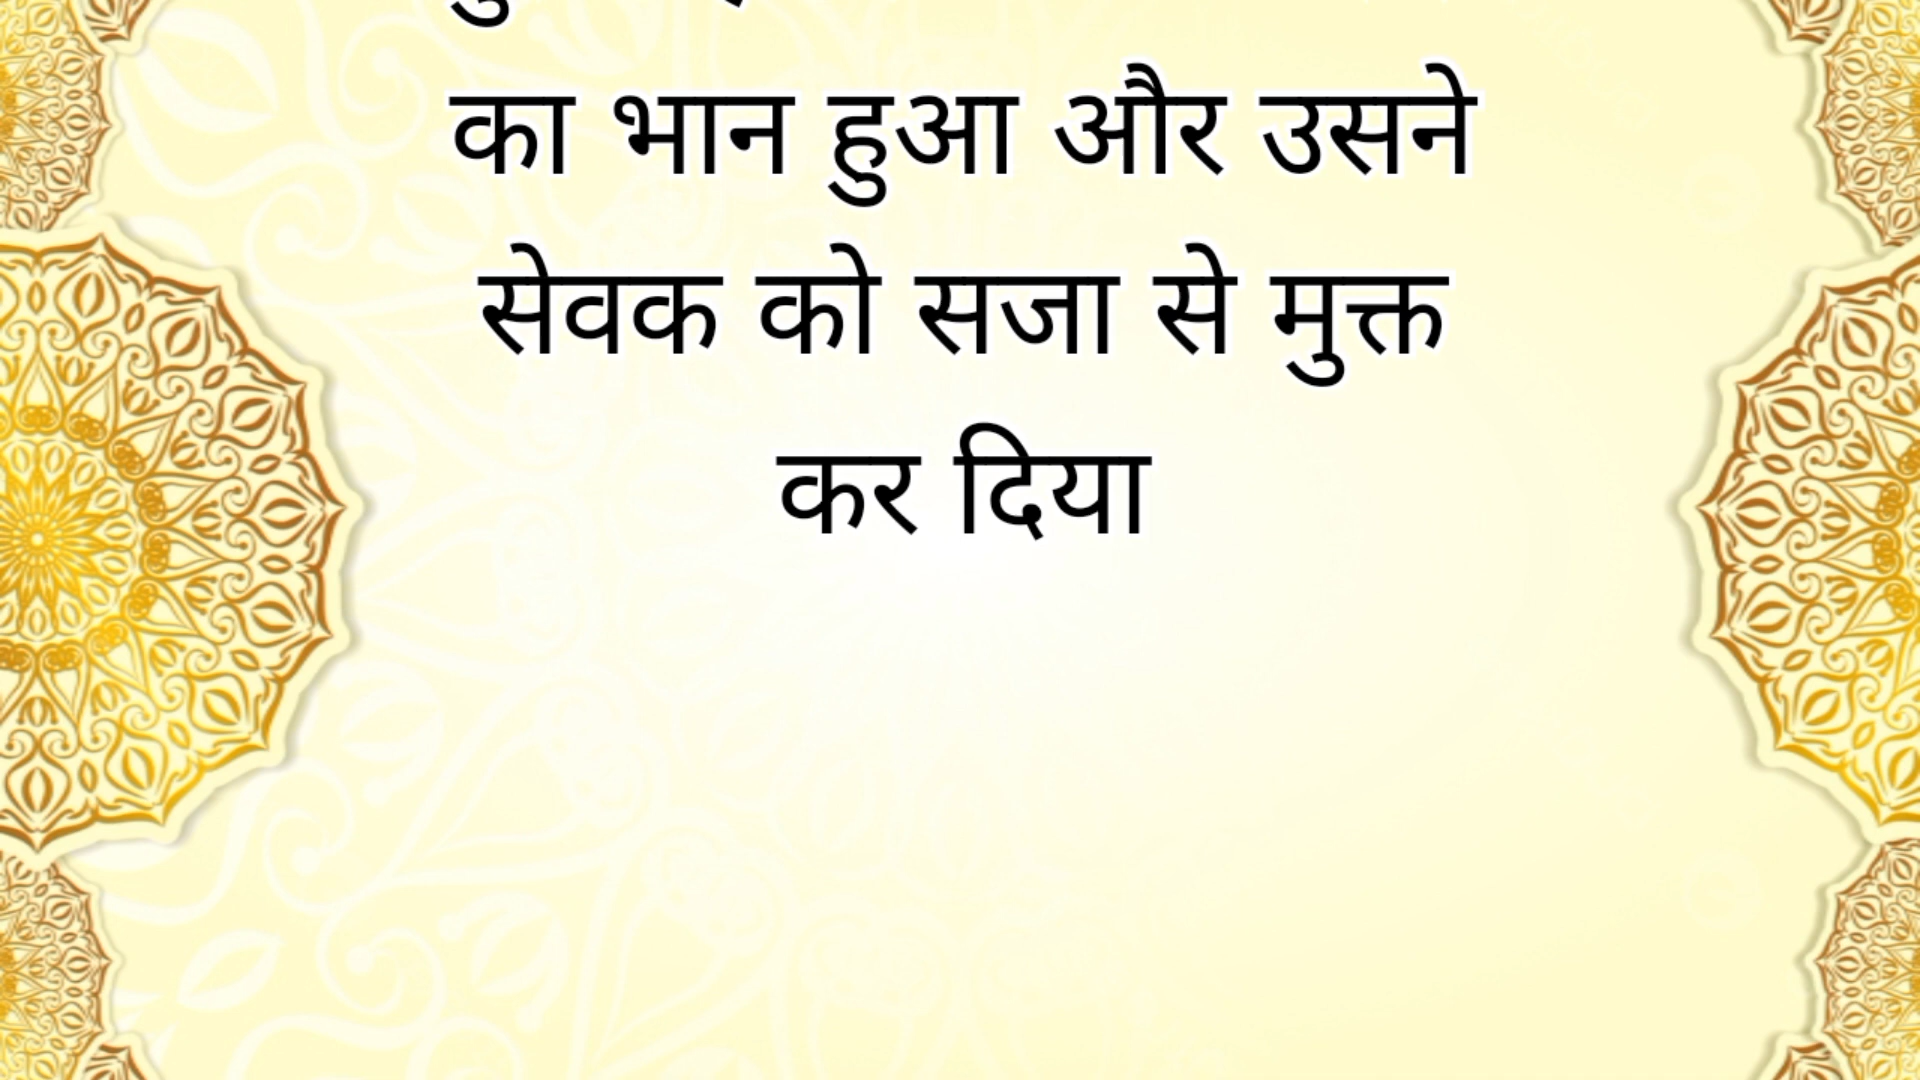 का भान हुआ और उसने
सेवक को सजा से मुक्त
कर दिया